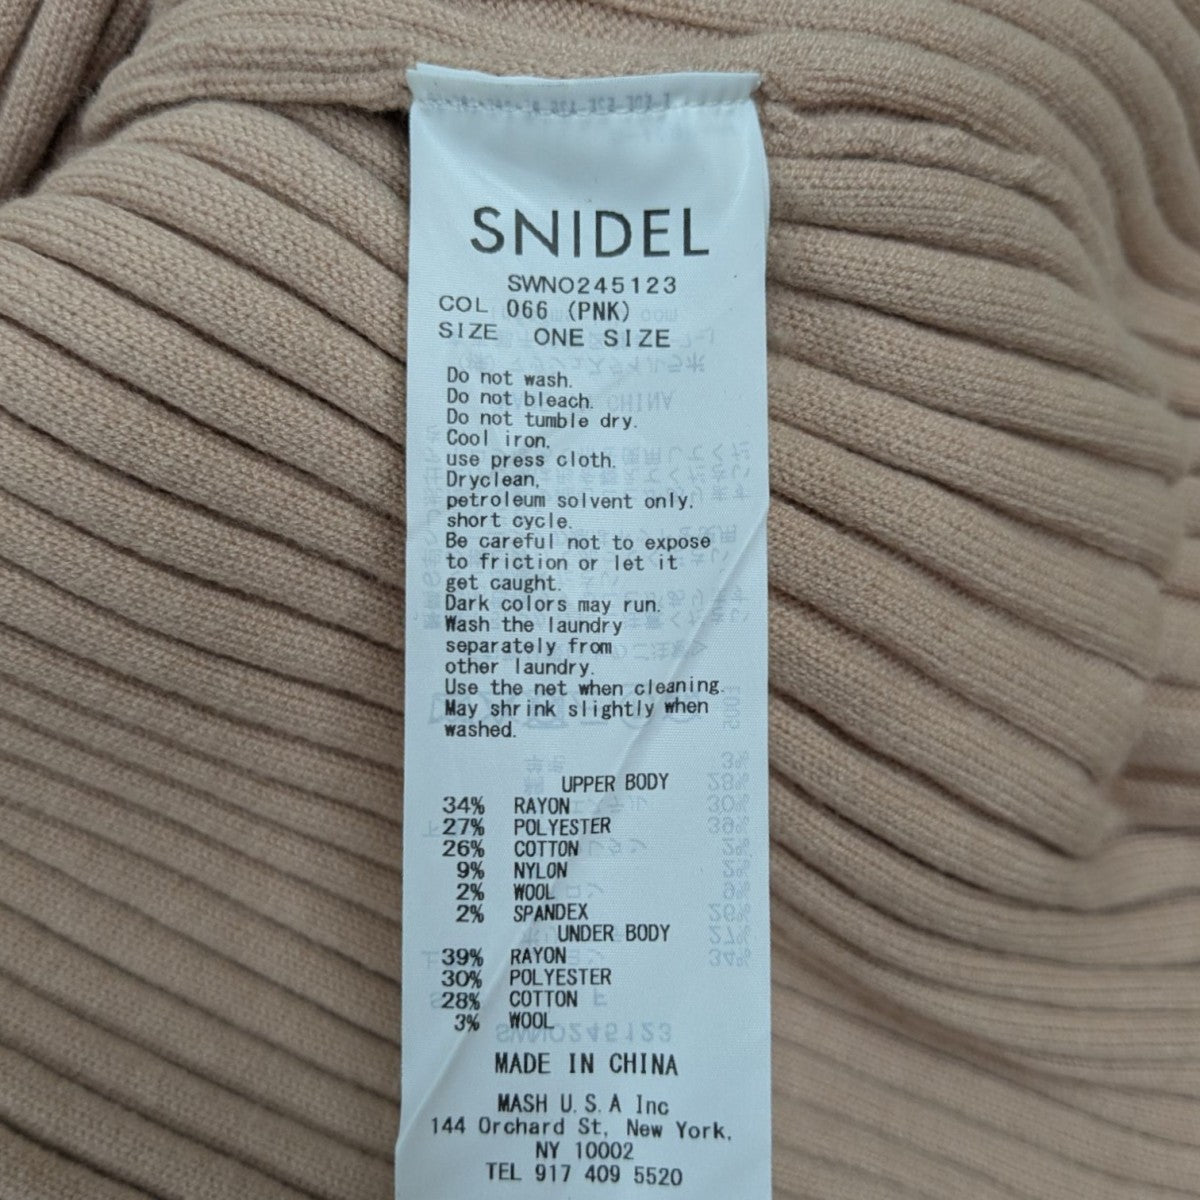 SNIDEL
SWNO245123
COL 066 (PNK)
SIZE ONE SIZE
Do not wash.
Do not bleach.
Do not tumble dry.
Cool iron,
use press cloth.
Dryclean,
petroleum solvent only.
short cycle.
Be careful not to expose
to friction or let it
get caught.
Dark colors may run.
Wash the laundry
separately from
other laundry.
Use the net when cleaning.
May shrink slightly when
washed.
UPPER BODY
34% RAYON
27% POLYESTER
26% COTTON
9% NYLON
2% WOOL
2% SPANDEX
UNDER BODY
39% RAYON
30% POLYESTER
28% COTTON
3% WOOL
MADE IN CHINA
MASH U.S.A Inc
144 Orchard St, New York,
NY 10002
TEL 917 409 5520